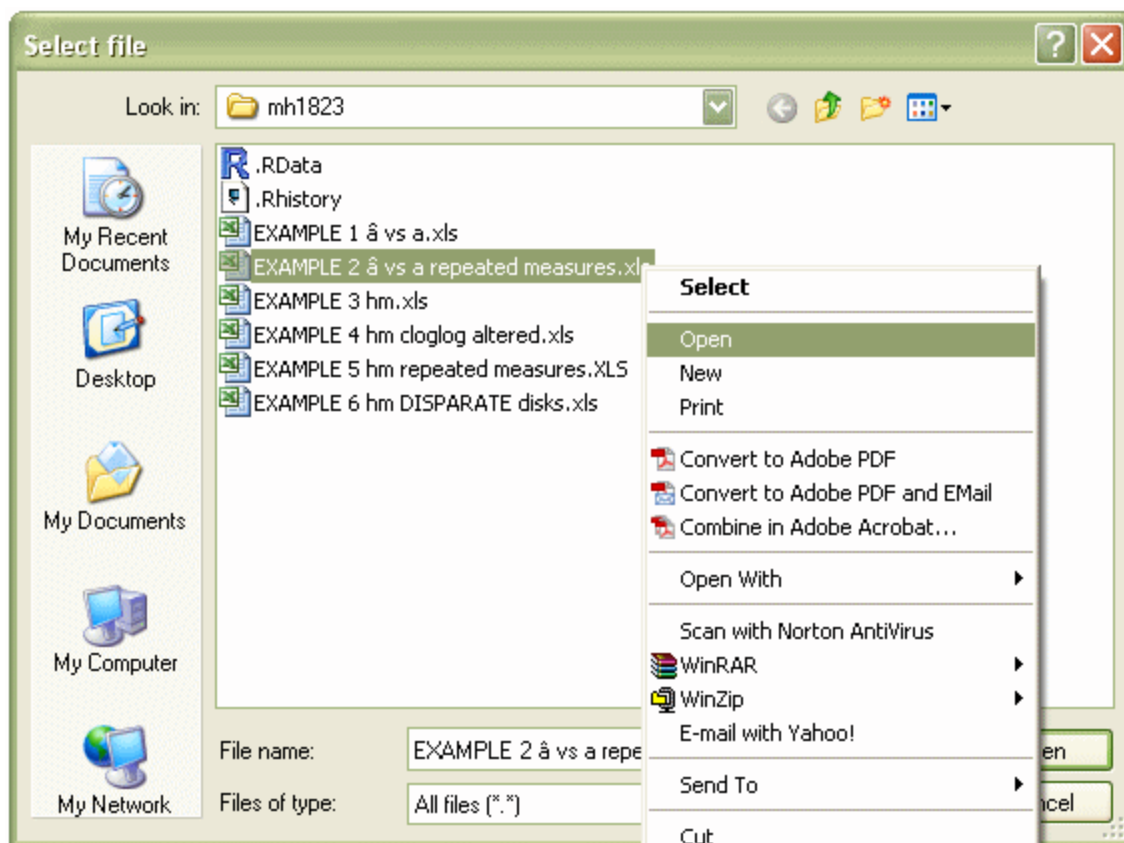 Select file
Look in: mh1823
My Recent
Documents
Desktop
My Documents
My Computer
My Network
.RData
.Rhistory
EXAMPLE 1 â vs a.xls
EXAMPLE 2 â vs a repeated measures.xls
EXAMPLE 3 hm.xls
EXAMPLE 4 hm cloglog altered.xls
EXAMPLE 5 hm repeated measures.XLS
EXAMPLE 6 hm DISPARATE disks.xls
Select
Open
New
Print
Convert to Adobe PDF
Convert to Adobe PDF and EMail
Combine in Adobe Acrobat...
Open With
Scan with Norton AntiVirus
WinRAR
WinZip
E-mail with Yahoo!
Send To
Cut
File name: EXAMPLE 2 â vs a repe
en
Files of type: All files (*.*)
ncel